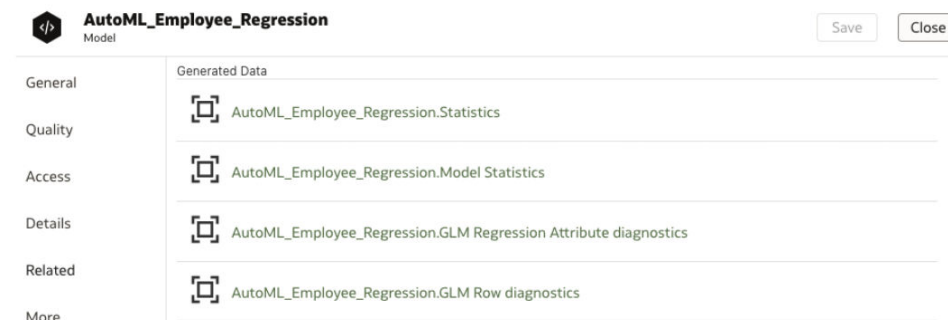 AutoML_Employee_Regression
Model
Save
Close
General
Quality
Access
Details
Related
More
Generated Data
AutoML_Employee_Regression.Statistics
AutoML_Employee_Regression.Model Statistics
AutoML_Employee_Regression.GLM Regression Attribute diagnostics
AutoML_Employee_Regression.GLM Row diagnostics